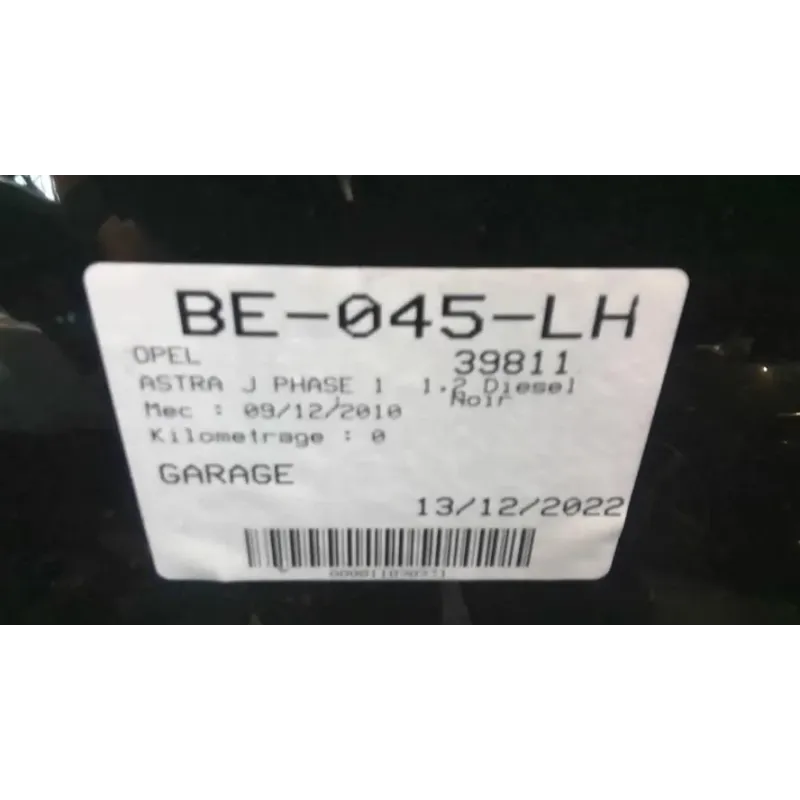 BE-045-LH
OPEL 39811
ASTRA J PHASE 1 1.2 Diesel
Noir
Mec : 09/12/2010
Kilometrage : 0
GARAGE
13/12/2022